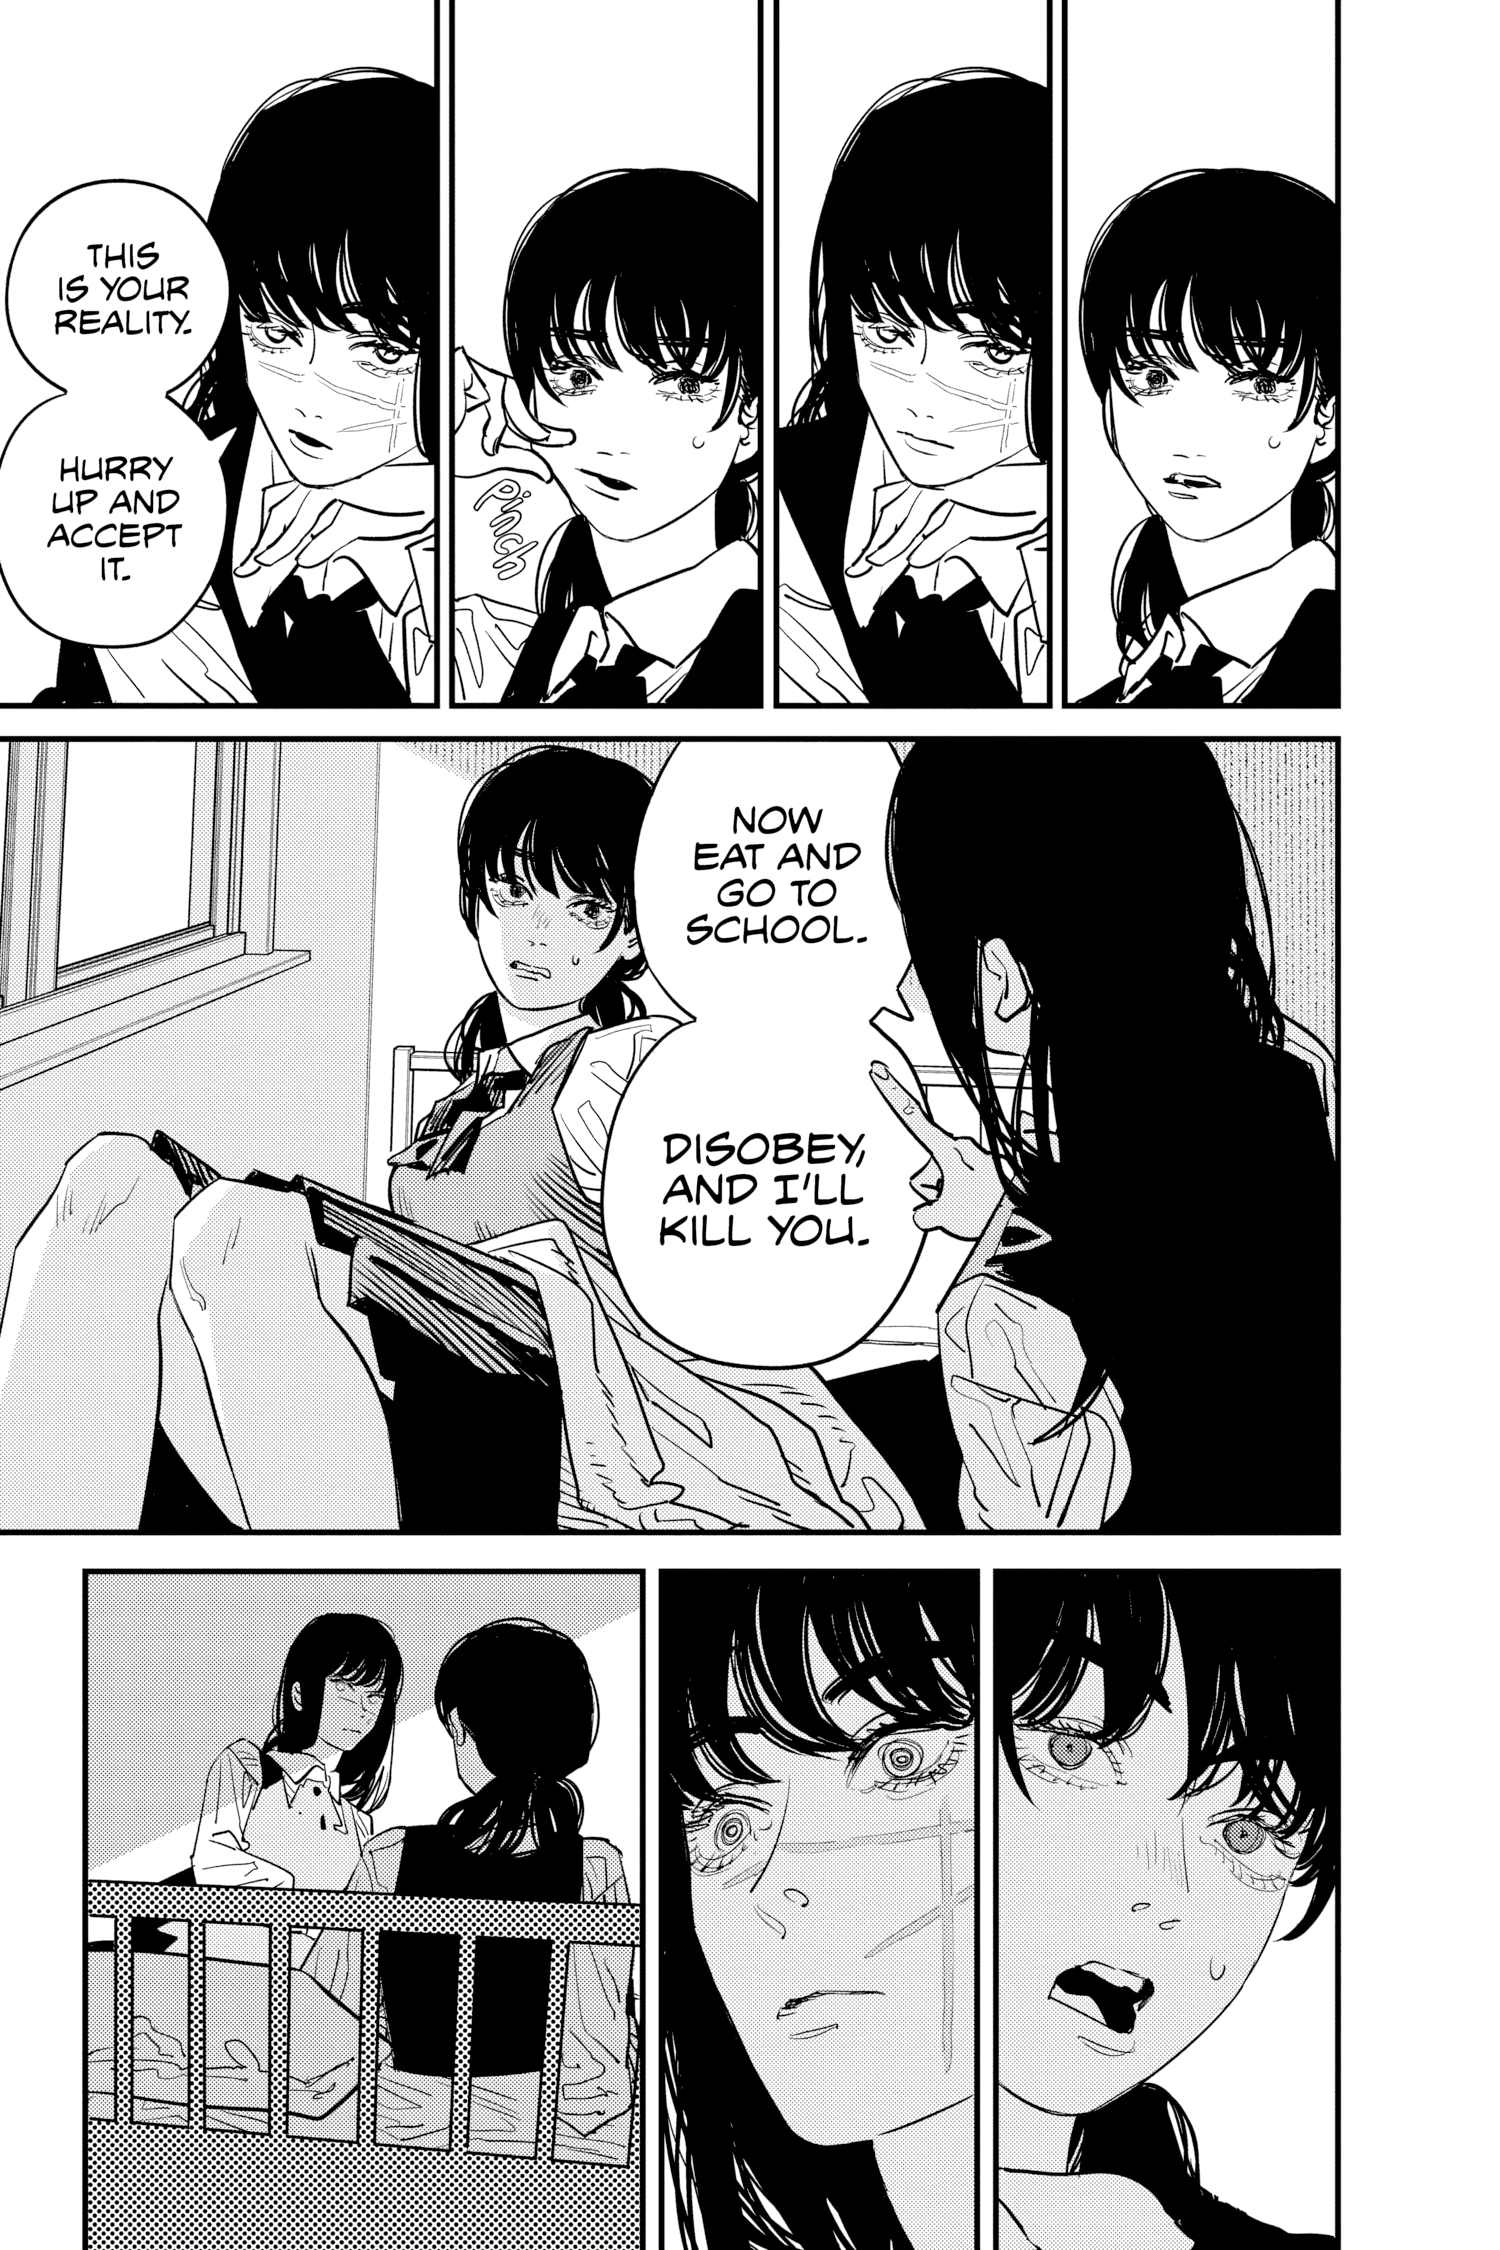 pinch
THIS
IS YOUR
REALITY.
HURRY
UP AND
ACCEPT
IT.
NOW
EAT AND
GO TO
SCHOOL.
DISOBEY,
AND I'LL
KILL YOU.